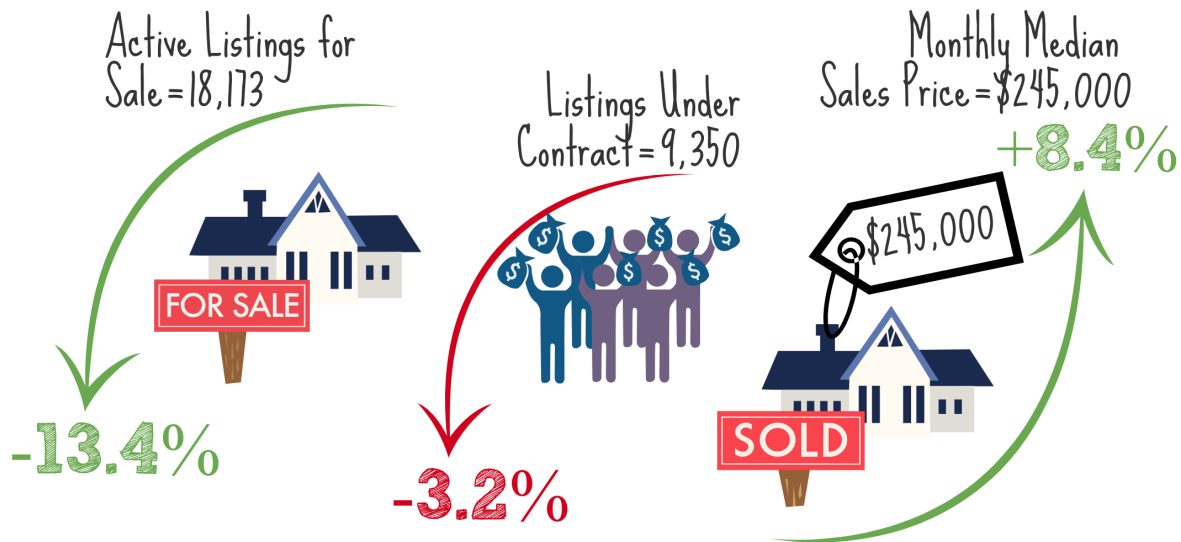 Active Listings for
Sale=18,173
-13.4%
FOR SALE
Listings Under
Contract=9,350
$ $ $ $ $ $
-3.2%
Monthly Median
Sales Price=$245,000
+8.4%
$245,000
SOLD